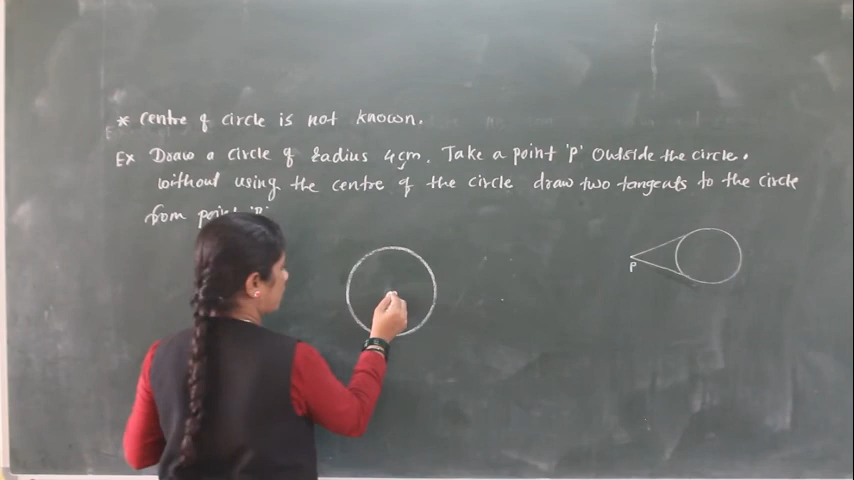 * Centre of circle is not known.
Ex Draw a circle of radius 4cm. Take a point 'P' outside the circle.
without using the centre of the circle draw two tangents to the circle
from point 'P'
P